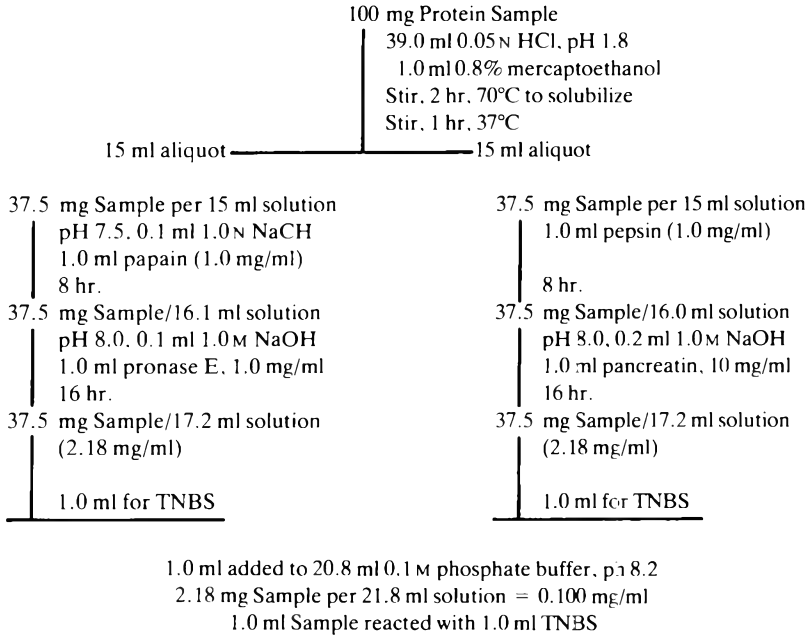 100 mg Protein Sample
39.0 ml 0.05 N HCl, pH 1.8
1.0 ml 0.8% mercaptoethanol
Stir, 2 hr, 70°C to solubilize
Stir, 1 hr, 37°C
15 ml aliquot
15 ml aliquot
37.5 mg Sample per 15 ml solution
pH 7.5, 0.1 ml 1.0 N NaCH
1.0 ml papain (1.0 mg/ml)
8 hr.
37.5 mg Sample/16.1 ml solution
pH 8.0, 0.1 ml 1.0 M NaOH
1.0 ml pronase E, 1.0 mg/ml
16 hr.
37.5 mg Sample/17.2 ml solution
(2.18 mg/ml)
1.0 ml for TNBS
37.5 mg Sample per 15 ml solution
1.0 ml pepsin (1.0 mg/ml)
8 hr.
37.5 mg Sample/16.0 ml solution
pH 8.0, 0.2 ml 1.0 M NaOH
1.0 ml pancreatin, 10 mg/ml
16 hr.
37.5 mg Sample/17.2 ml solution
(2.18 mg/ml)
1.0 ml for TNBS
1.0 ml added to 20.8 ml 0.1 M phosphate buffer, pH 8.2
2.18 mg Sample per 21.8 ml solution = 0.100 mg/ml
1.0 ml Sample reacted with 1.0 ml TNBS